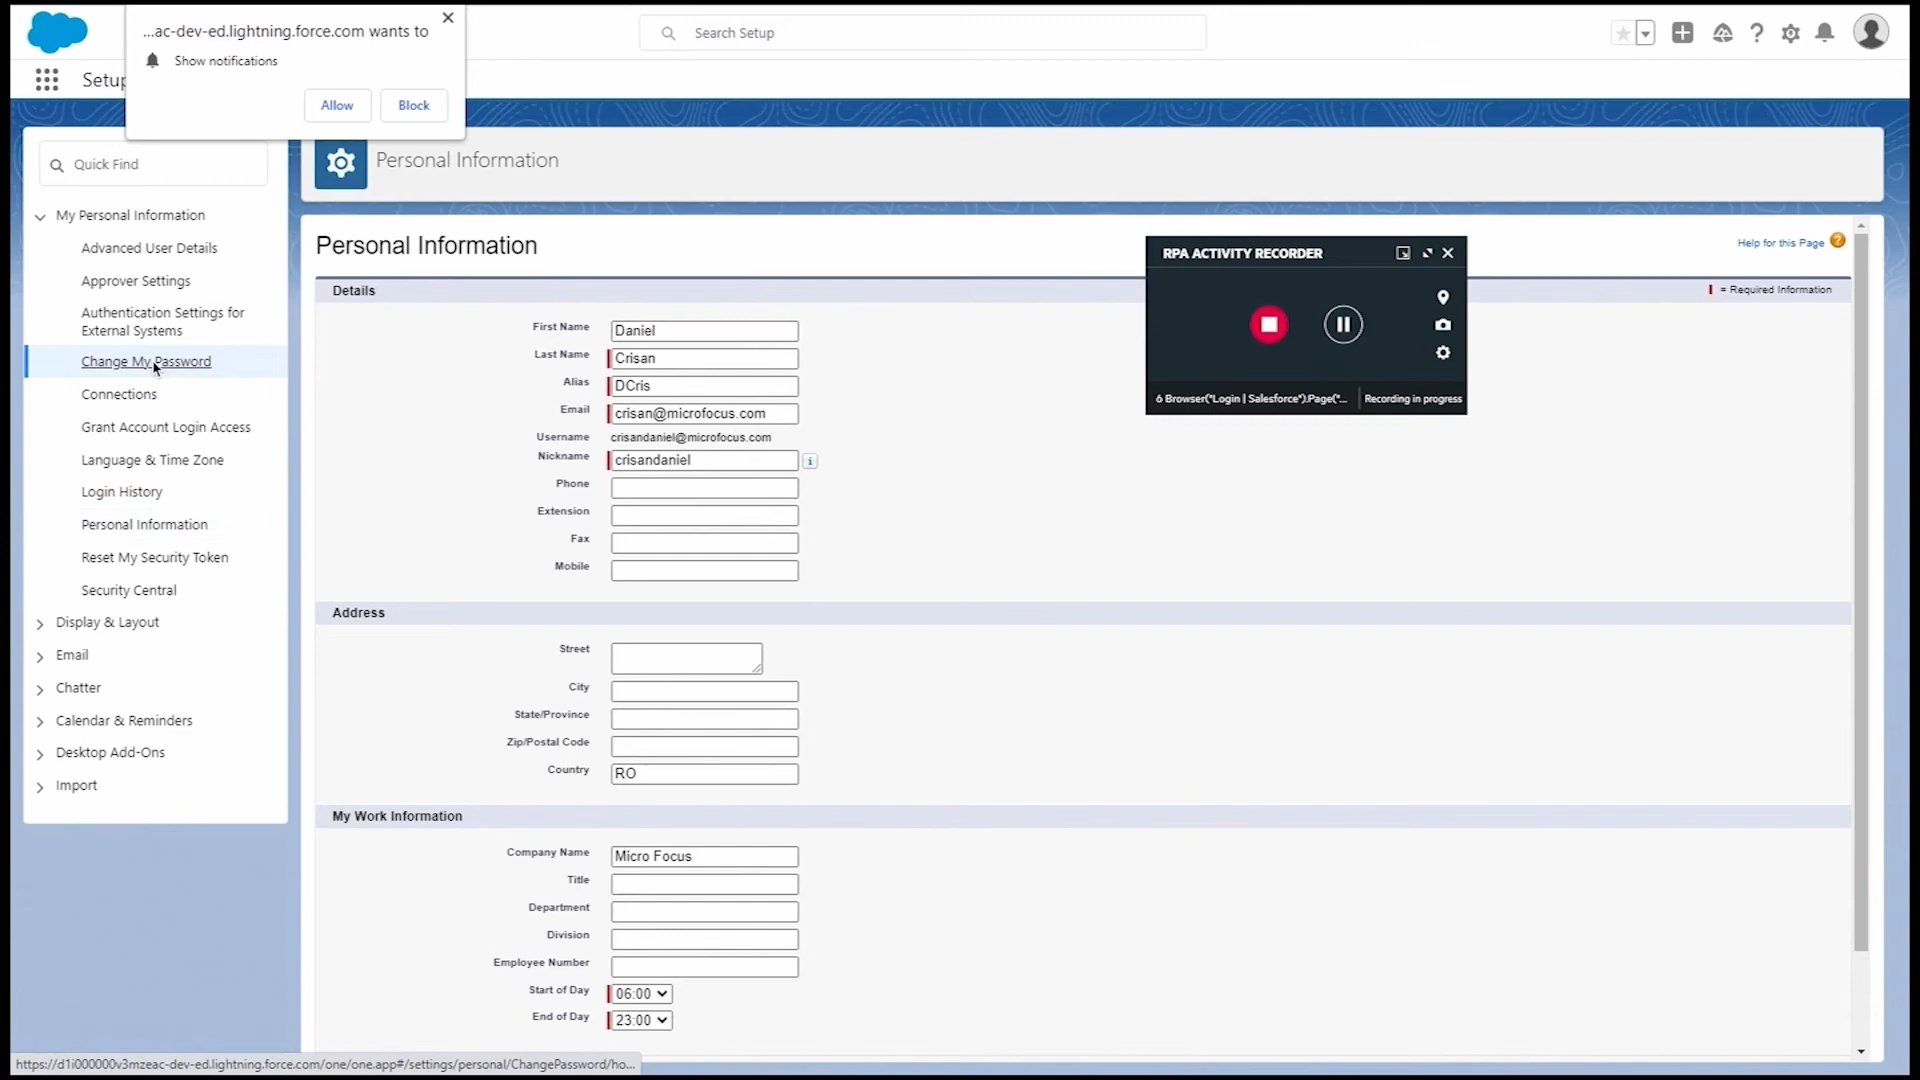 ...ac-dev-ed.lightning.force.com wants to
Show notifications
Allow
Block
Search Setup
Setup
Quick Find
My Personal Information
Advanced User Details
Approver Settings
Authentication Settings for
External Systems
Change My Password
Connections
Grant Account Login Access
Language & Time Zone
Login History
Personal Information
Reset My Security Token
Security Central
Display & Layout
Email
Chatter
Calendar & Reminders
Desktop Add-Ons
Import
Personal Information
Personal Information
Help for this Page ?
Details
= Required Information
First Name Daniel
Last Name Crisan
Alias DCris
Email crisan@microfocus.com
Username crisandaniel@microfocus.com
Nickname crisandaniel i
Phone
Extension
Fax
Mobile
Address
Street
City
State/Province
Zip/Postal Code
Country RO
My Work Information
Company Name Micro Focus
Title
Department
Division
Employee Number
Start of Day 06:00
End of Day 23:00
RPA ACTIVITY RECORDER
6 Browser("Login | Salesforce").Page("... Recording in progress
https://d1i000000v3mzeac-dev-ed.lightning.force.com/one/one.app#/settings/personal/ChangePassword/ho...